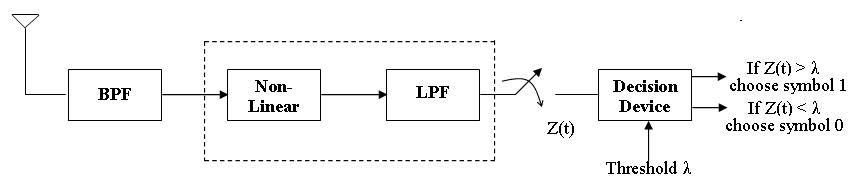 BPF
Non-
Linear
LPF
Z(t)
Decision
Device
Threshold λ
If Z(t) > λ
choose symbol 1
If Z(t) < λ
choose symbol 0